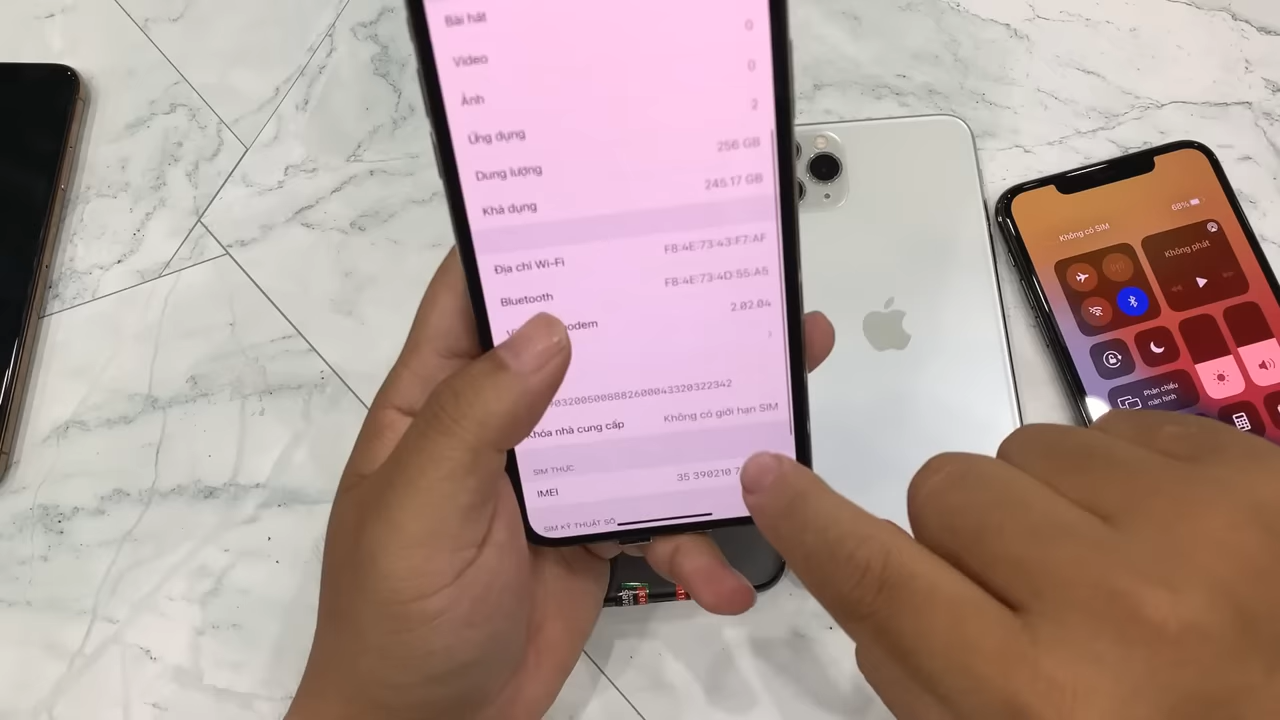 Bài hát 0
Video 0
Ảnh 2
Ứng dụng
Dung lượng 256 GB
Khả dụng 245.17 GB
Địa chỉ Wi-Fi F8:4E:73:43:F7:AF
Bluetooth F8:4E:73:4D:55:A5
2.02.04
032005008882600043320322342
Khóa nhà cung cấp Không có giới hạn SIM
SIM THỰC
IMEI 35 390210 7
SIM KỸ THUẬT SỐ
Không có SIM 68%
Không phát
Phản chiếu
màn hình